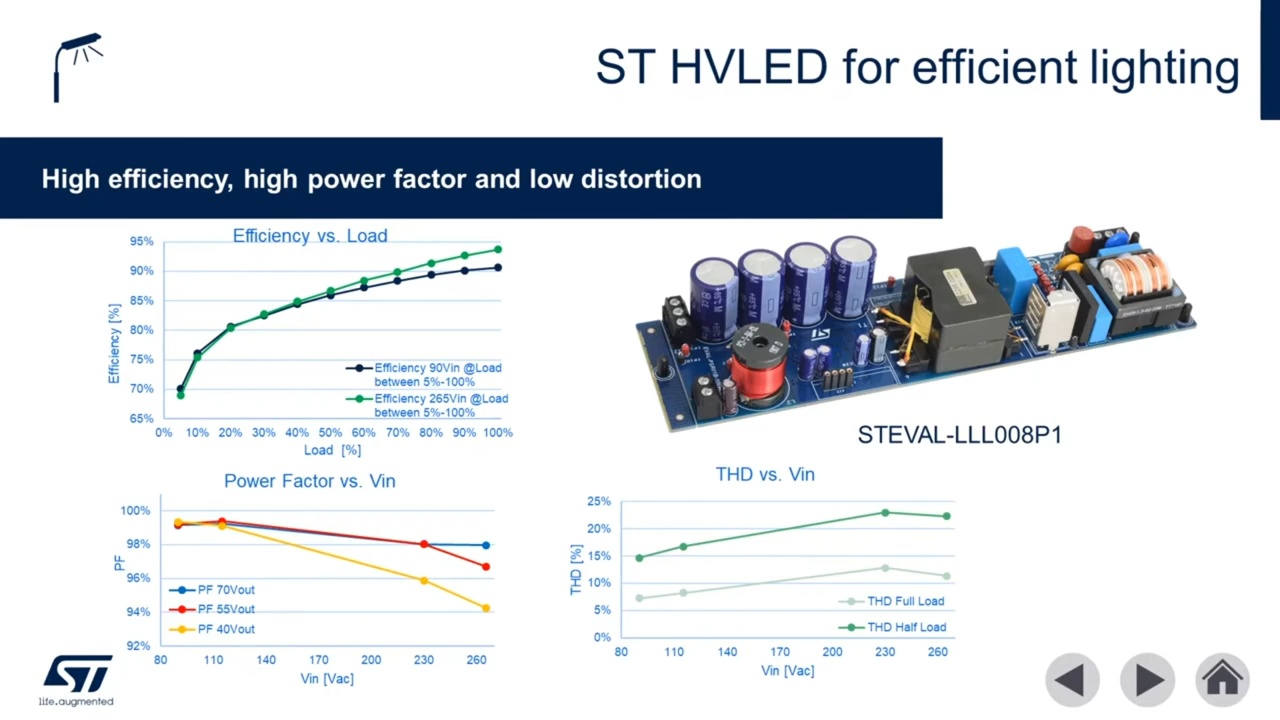 ST HVLED for efficient lighting
High efficiency, high power factor and low distortion
Efficiency vs. Load
95%
90%
85%
80%
75%
70%
65%
Efficiency [%]
Efficiency 90Vin @Load
between 5%-100%
Efficiency 265Vin @Load
between 5%-100%
0% 10% 20% 30% 40% 50% 60% 70% 80% 90% 100%
Load [%]
STEVAL-LLL008P1
Power Factor vs. Vin
100%
98%
96%
94%
92%
PF
PF 70Vout
PF 55Vout
PF 40Vout
80 110 140 170 200 230 260
Vin [Vac]
THD vs. Vin
25%
20%
15%
10%
5%
0%
THD [%]
THD Full Load
THD Half Load
80 110 140 170 200 230 260
Vin [Vac]
ST
life.augmented